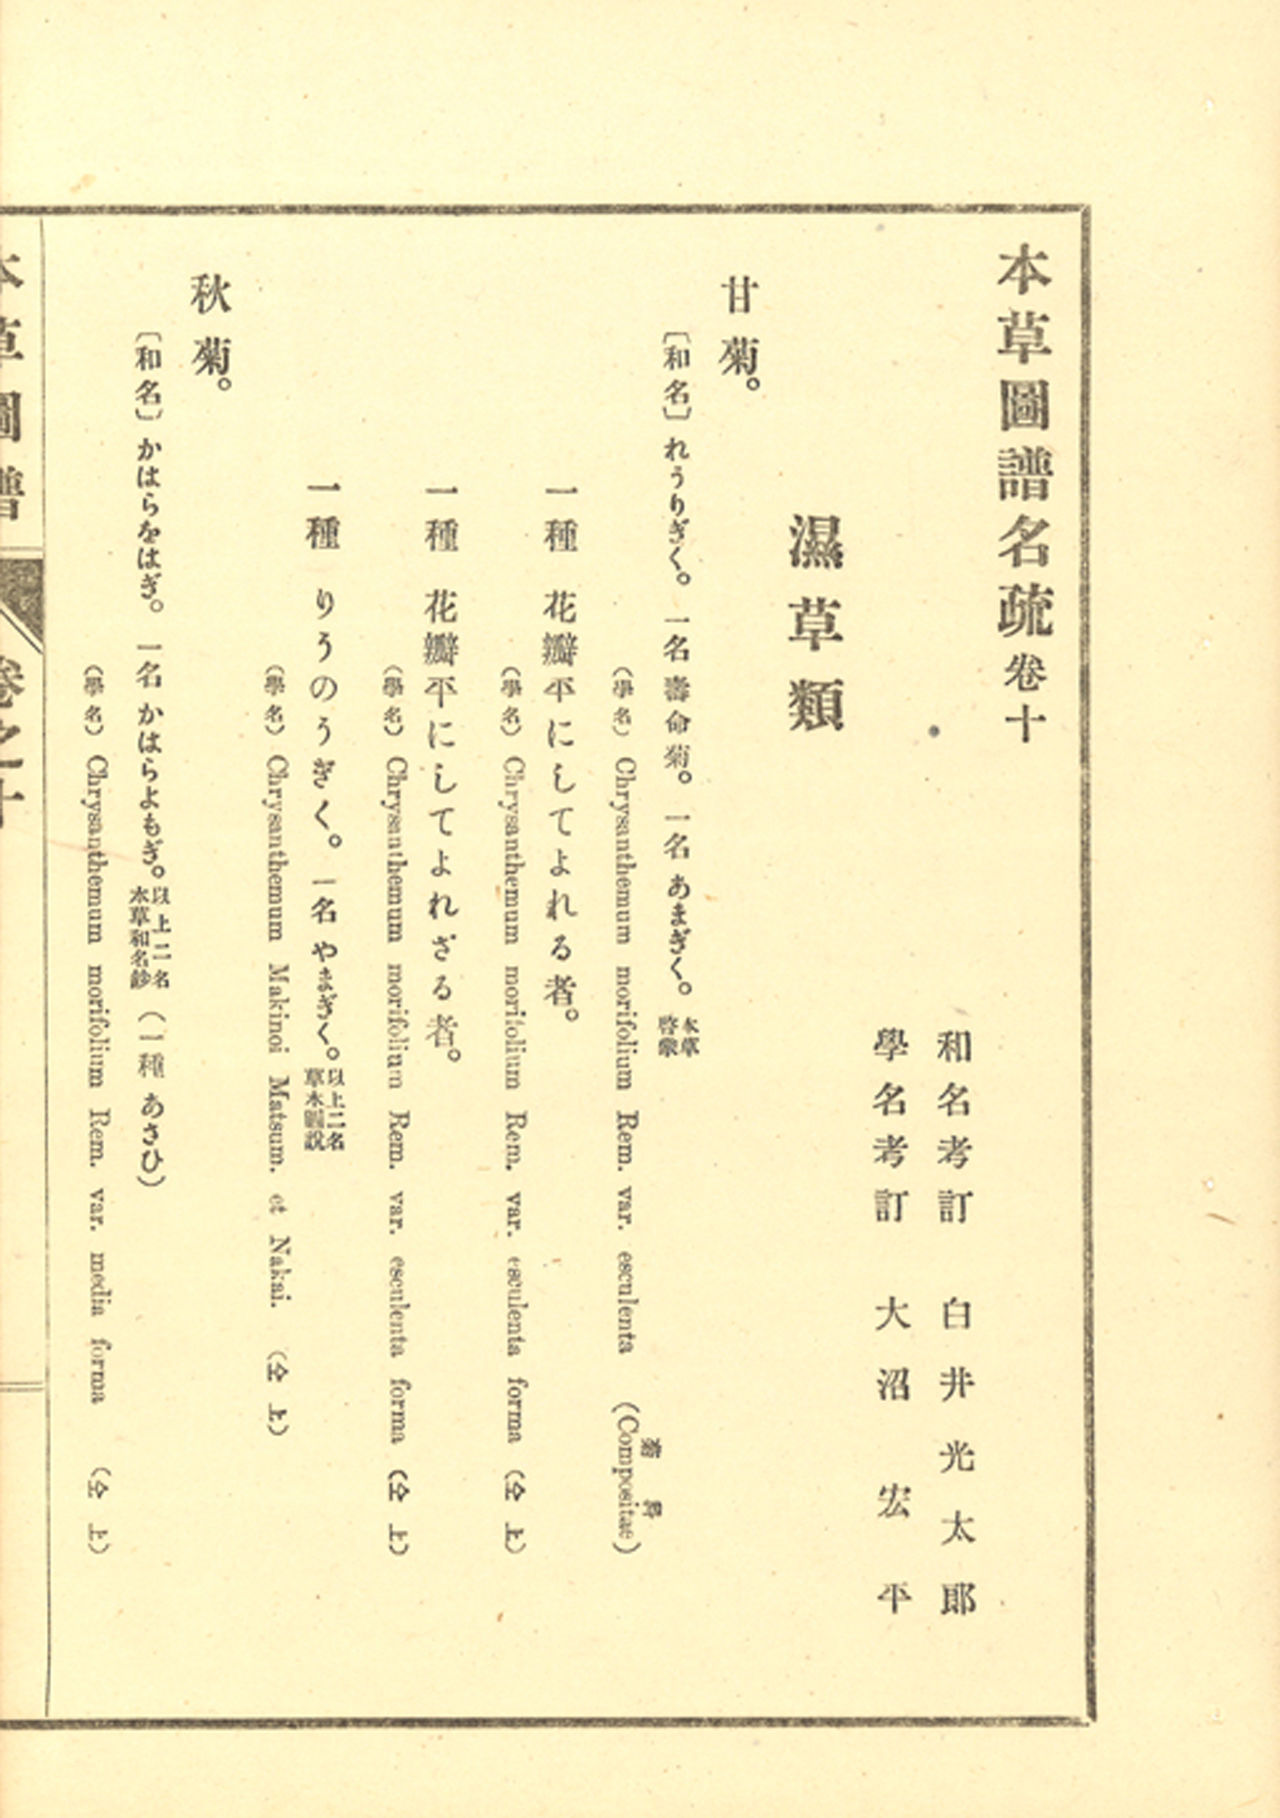 本草圖譜名疏 卷十
和名考訂 白井光太郎
學名考訂 大沼宏平
濕草類
甘菊。
〔和名〕れうりぎく。一名壽命菊。一名あまぎく。本草啓蒙
(學名) Chrysanthemum morifolium Rem. var. esculenta (Compositae) 菊科
一種 花瓣平にしてよれる者。
(學名) Chrysanthemum morifolium Rem. var. esculenta forma (仝上)
一種 花瓣平にしてよれざる者。
(學名) Chrysanthemum morifolium Rem. var. esculenta forma (仝上)
一種 りうのうぎく。一名やまぎく。以上二名草木圖說
(學名) Chrysanthemum Makinoi Matsum. et Nakai. (仝上)
秋菊。
〔和名〕かはらをはぎ。一名かはらよもぎ。以上二名本草和名鈔(一種あさひ)
(學名) Chrysanthemum morifolium Rem. var. media forma (仝上)
本草圖譜 卷之十